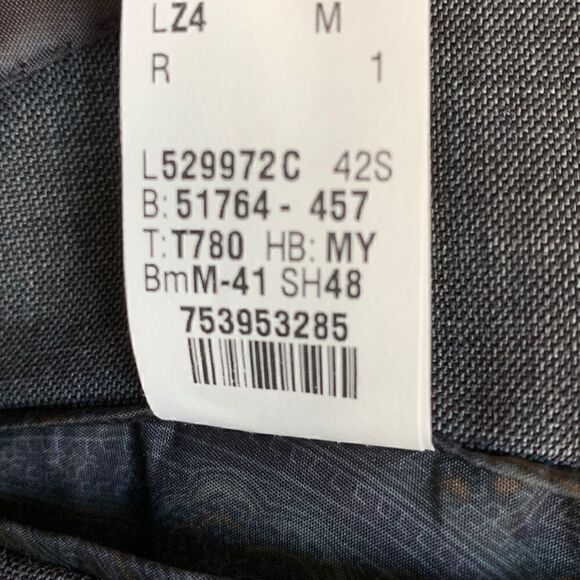 LZ4 M
R 1
L529972C 42S
B: 51764 - 457
T: T780 HB: MY
BmM-41 SH48
753953285